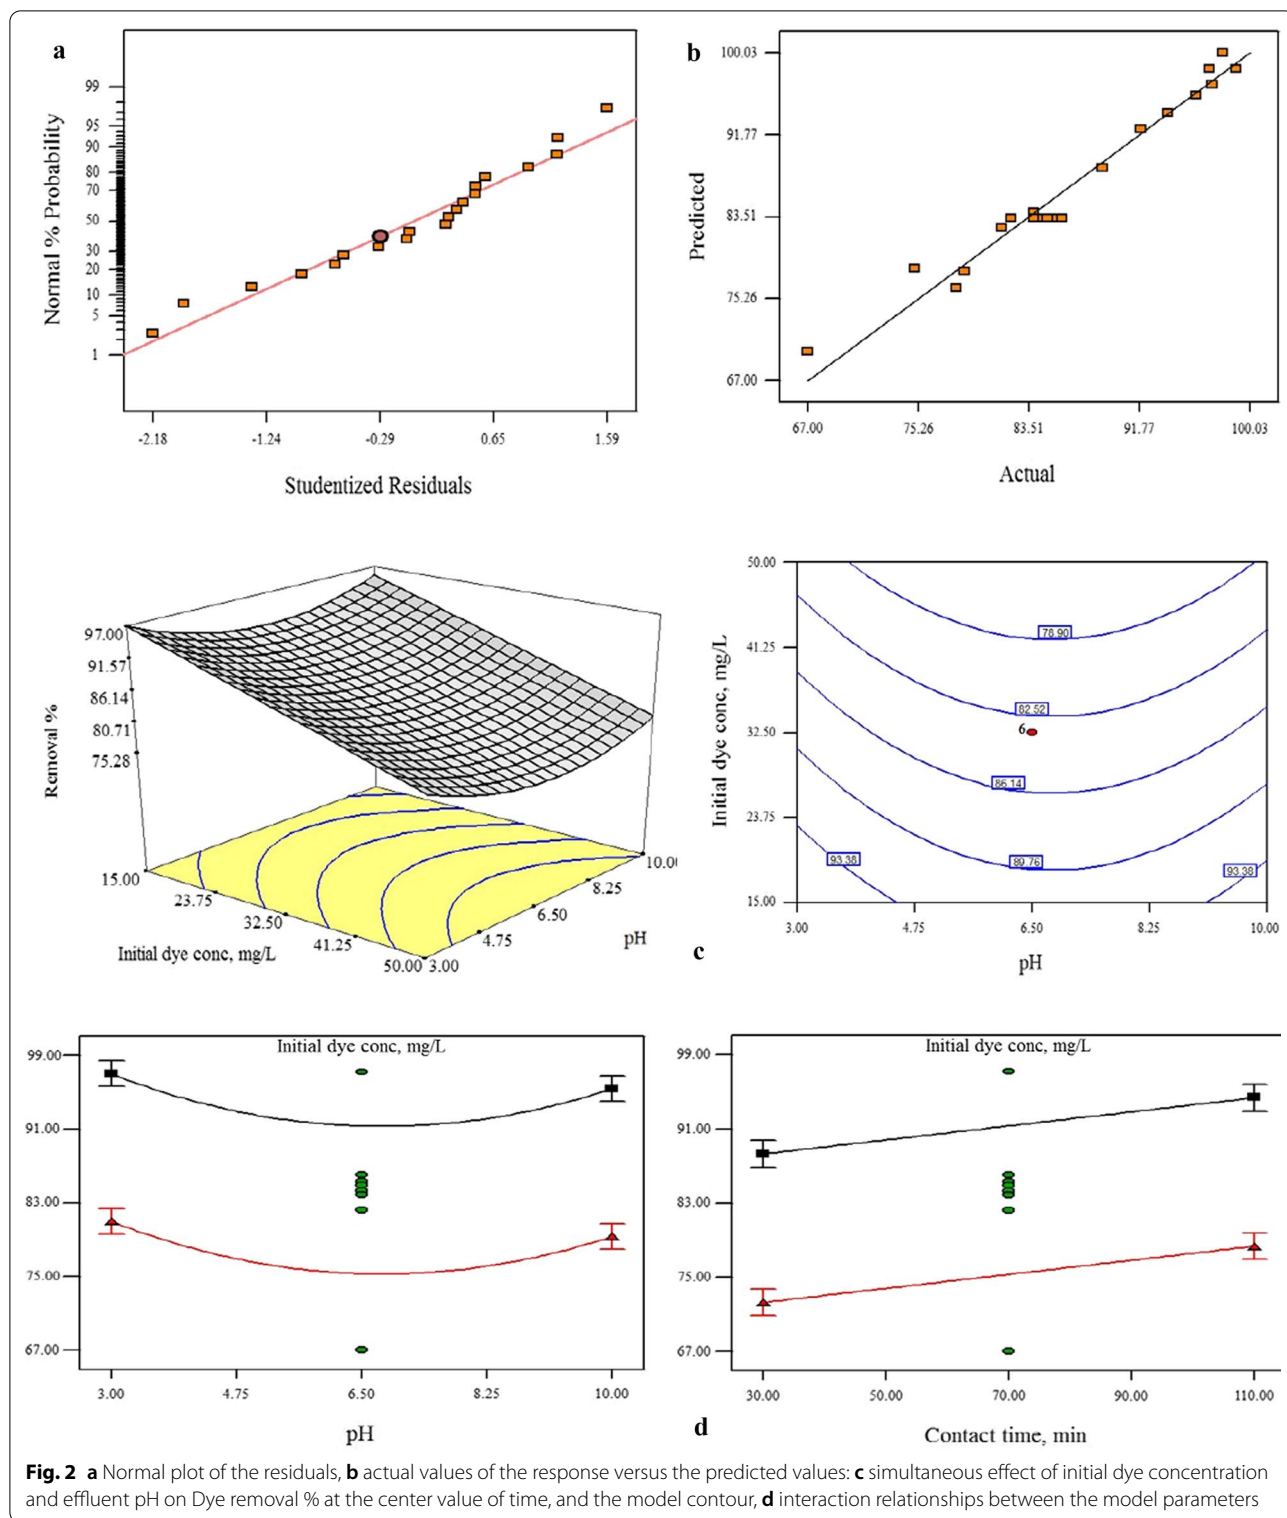 a
99
95
90
80
70
50
30
20
10
5
1
Normal % Probability
-2.18 -1.24 -0.29 0.65 1.59
Studentized Residuals
b
100.03
91.77
83.51
75.26
67.00
Predicted
67.00 75.26 83.51 91.77 100.03
Actual
97.00
91.57
86.14
80.71
75.28
Removal %
15.00
23.75
32.50
41.25
50.00
Initial dye conc, mg/L
3.00
4.75
6.50
8.25
10.00
pH
50.00
41.25
32.50
23.75
15.00
Initial dye conc, mg/L
78.90
82.52
6
86.14
89.76
93.38
93.38
3.00 4.75 6.50 8.25 10.00
pH
c
Initial dye conc, mg/L
99.00
91.00
83.00
75.00
67.00
3.00 4.75 6.50 8.25 10.00
pH
Initial dye conc, mg/L
99.00
91.00
83.00
75.00
67.00
30.00 50.00 70.00 90.00 110.00
Contact time, min
d
Fig. 2 a Normal plot of the residuals, b actual values of the response versus the predicted values: c simultaneous effect of initial dye concentration
and effluent pH on Dye removal % at the center value of time, and the model contour, d interaction relationships between the model parameters